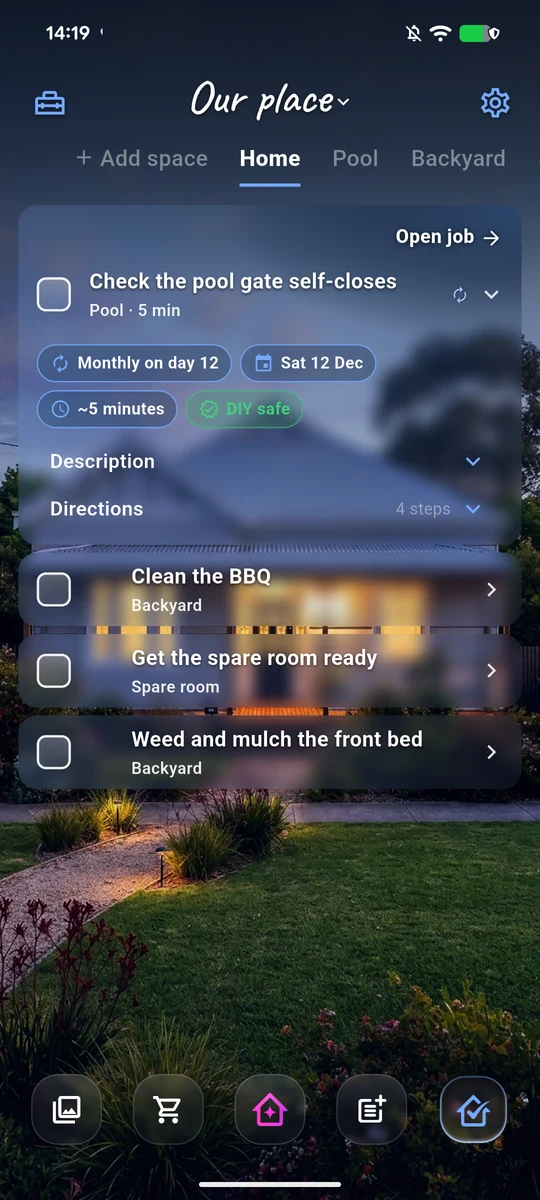 14:19
Our place
+ Add space Home Pool Backyard
Open job →
Check the pool gate self-closes
Pool · 5 min
Monthly on day 12
Sat 12 Dec
~5 minutes
DIY safe
Description
Directions 4 steps
Clean the BBQ
Backyard
Get the spare room ready
Spare room
Weed and mulch the front bed
Backyard